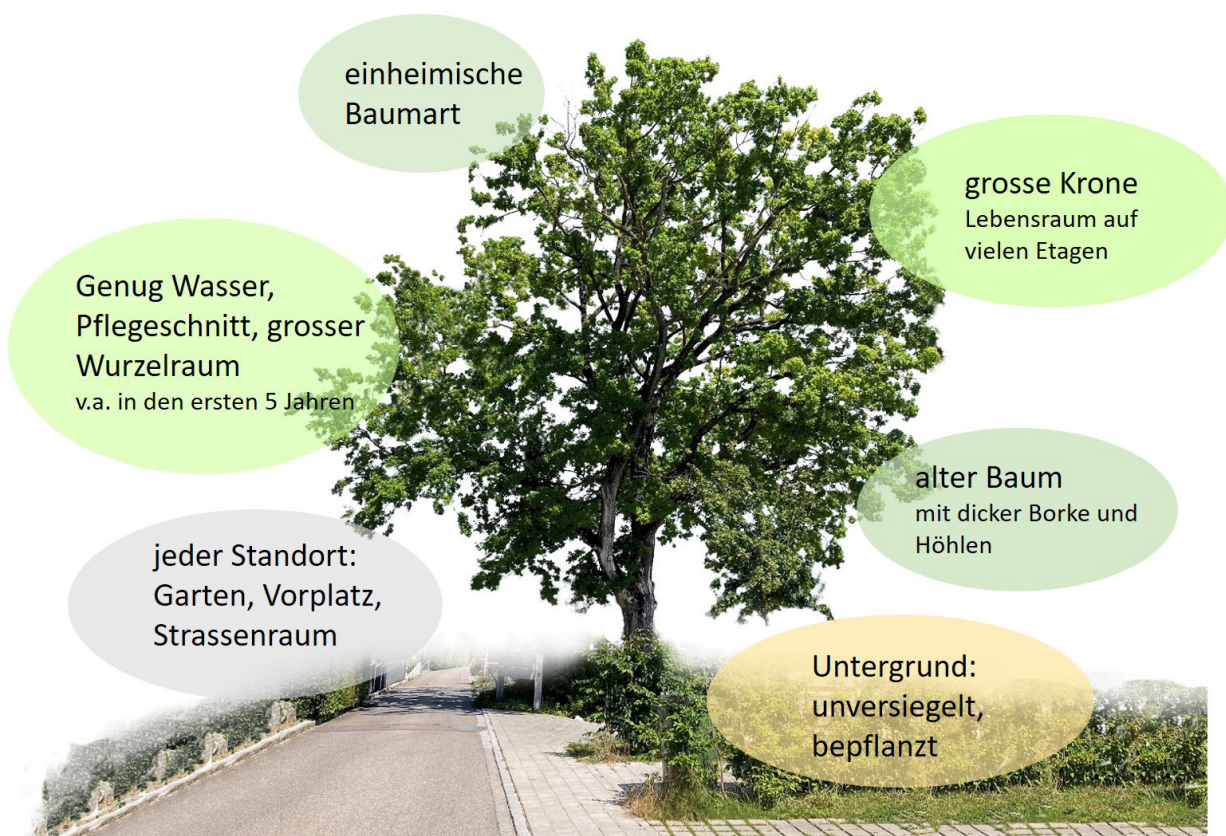 einheimische
Baumart
grosse Krone
Lebensraum auf
vielen Etagen
Genug Wasser,
Pflegeschnitt, grosser
Wurzelraum
v.a. in den ersten 5 Jahren
alter Baum
mit dicker Borke und
Höhlen
jeder Standort:
Garten, Vorplatz,
Strassenraum
Untergrund:
unversiegelt,
bepflanzt